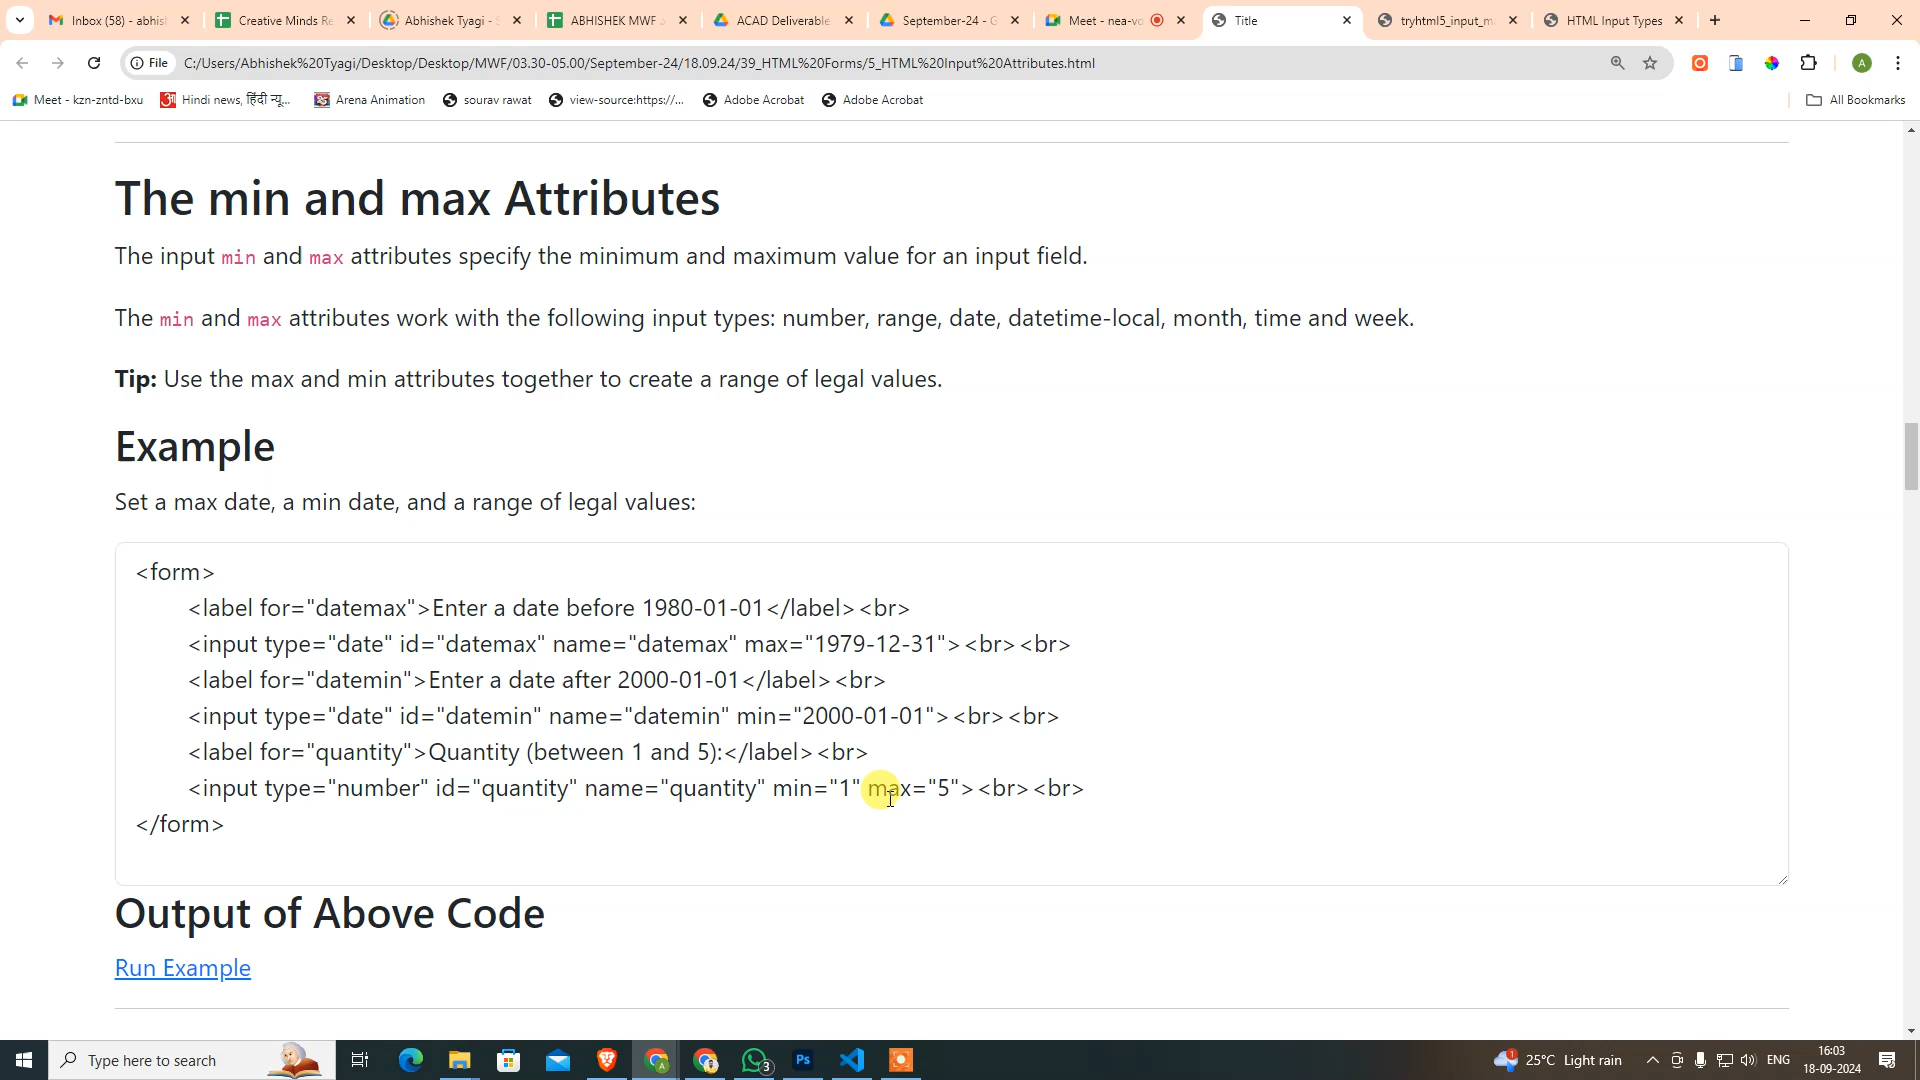 Inbox (58) - abhis
Creative Minds Re
Abhishek Tyagi - S
ABHISHEK MWF
ACAD Deliverable
September-24 - G
Meet - nea-vo
Title
tryhtml5_input_m
HTML Input Types
File
C:/Users/Abhishek%20Tyagi/Desktop/Desktop/MWF/03.30-05.00/September-24/18.09.24/39_HTML%20Forms/5_HTML%20Input%20Attributes.html
A
Meet - kzn-zntd-bxu
Hindi news, हिंदी न्यू...
Arena Animation
sourav rawat
view-source:https://...
Adobe Acrobat
Adobe Acrobat
All Bookmarks
The min and max Attributes
The input min and max attributes specify the minimum and maximum value for an input field.
The min and max attributes work with the following input types: number, range, date, datetime-local, month, time and week.
Tip: Use the max and min attributes together to create a range of legal values.
Example
Set a max date, a min date, and a range of legal values:
<form>
<label for="datemax">Enter a date before 1980-01-01</label><br>
<input type="date" id="datemax" name="datemax" max="1979-12-31"><br><br>
<label for="datemin">Enter a date after 2000-01-01</label><br>
<input type="date" id="datemin" name="datemin" min="2000-01-01"><br><br>
<label for="quantity">Quantity (between 1 and 5):</label><br>
<input type="number" id="quantity" name="quantity" min="1" max="5"><br><br>
</form>
Output of Above Code
Run Example
Type here to search
A
3
Ps
25°C Light rain
ENG
16:03
18-09-2024